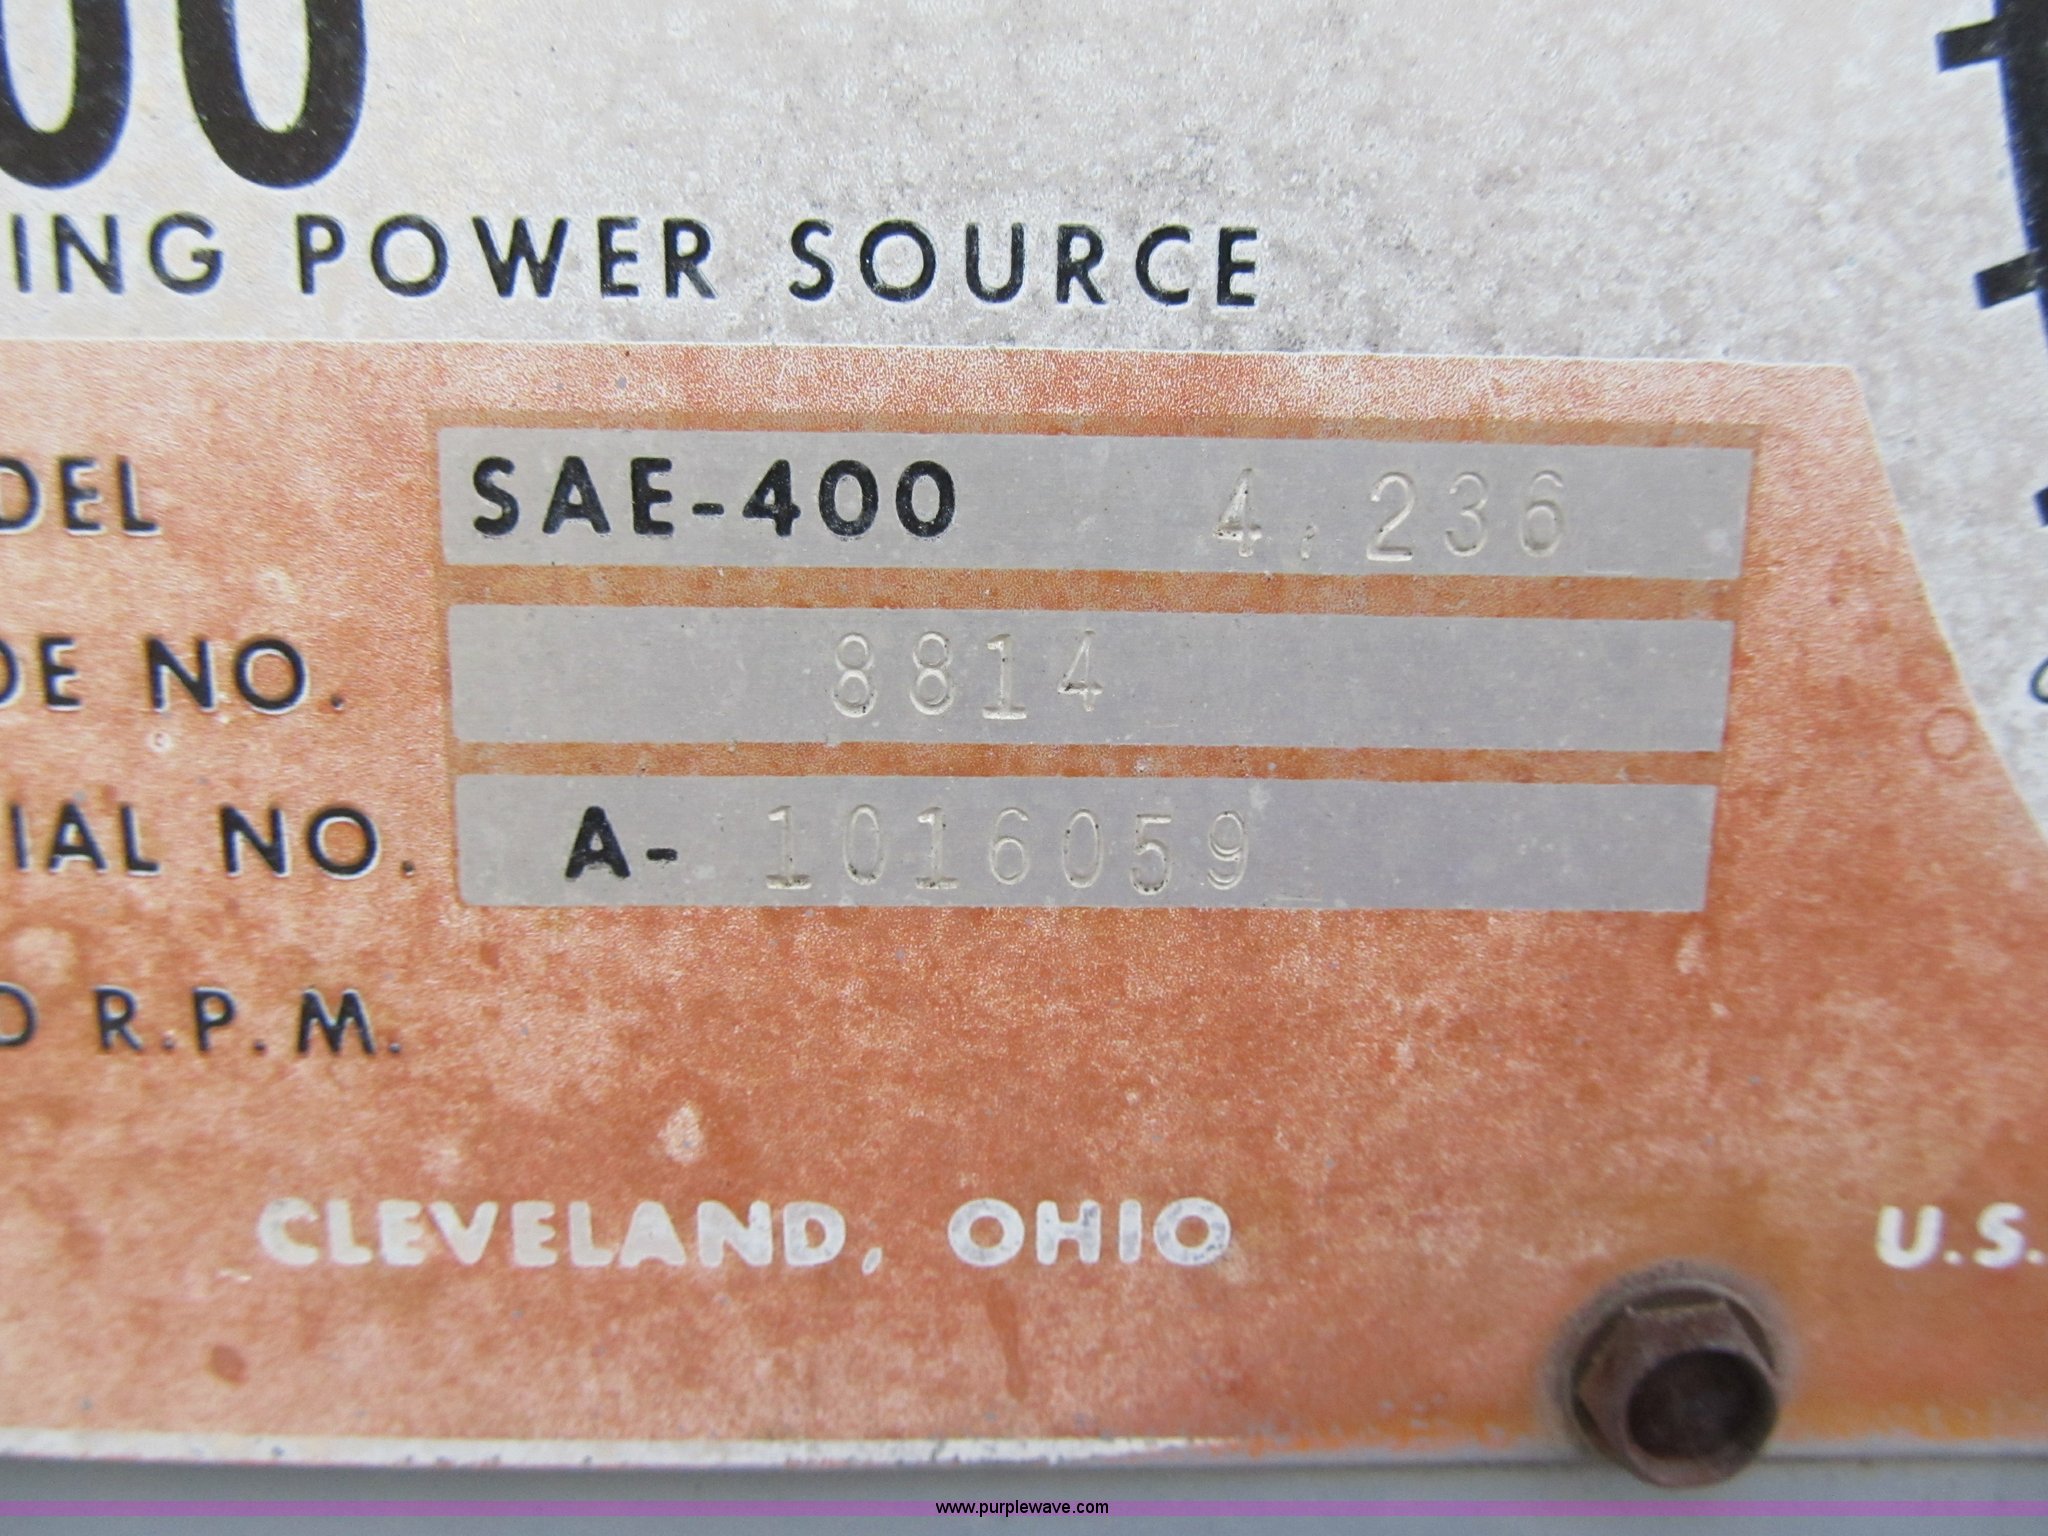 00
ING POWER SOURCE
DEL SAE-400 4,236
DE NO. 8814
IAL NO. A-1016059
R.P.M.
CLEVELAND, OHIO U.S.
www.purplewave.com